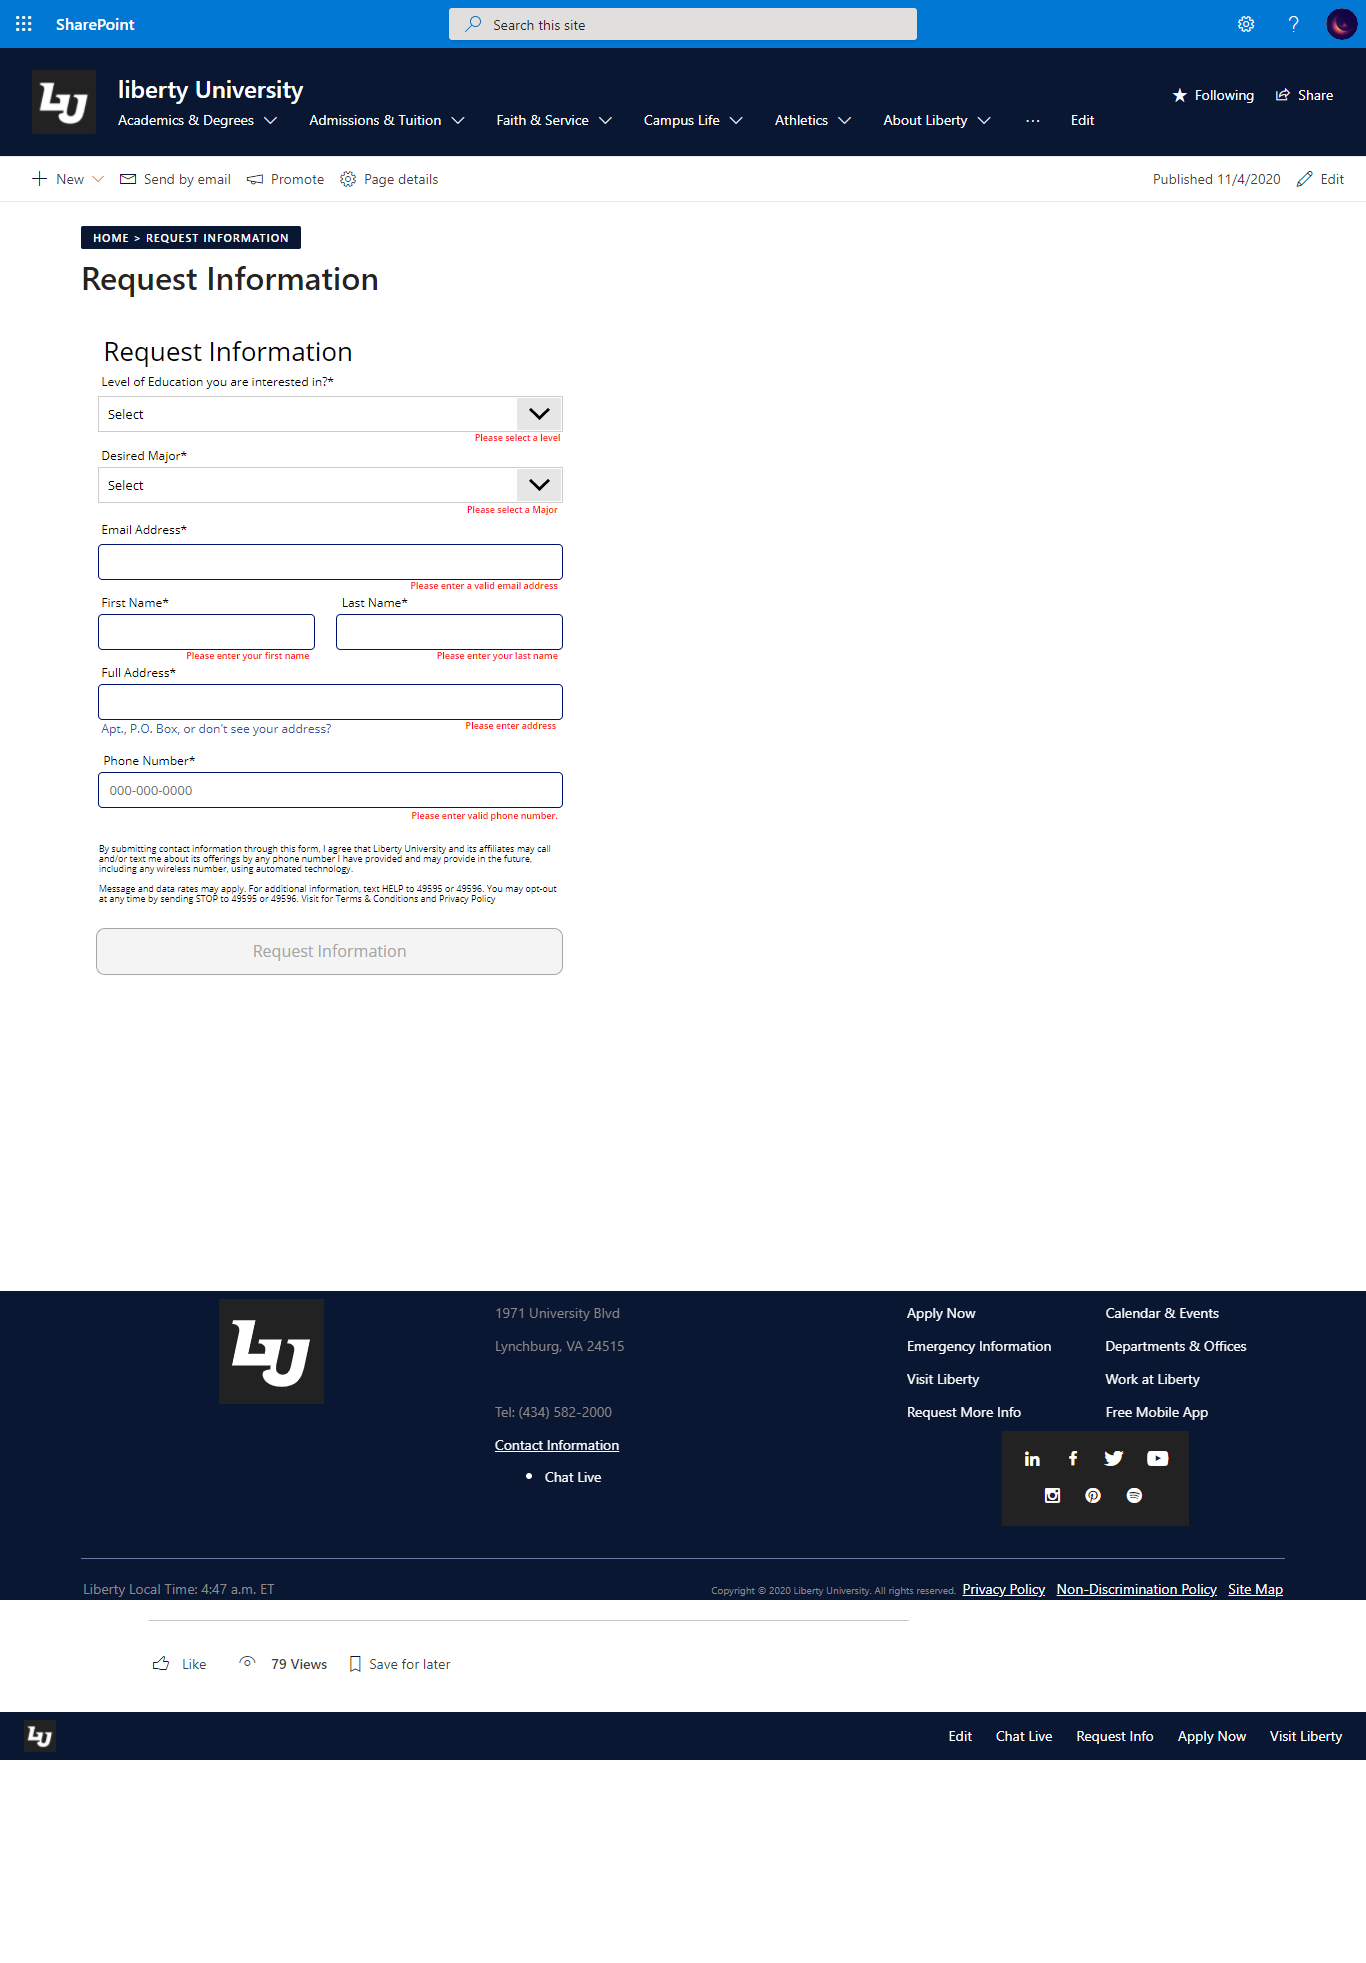 SharePoint
Search this site
?
LU
liberty University
Following
Share
Academics & Degrees
Admissions & Tuition
Faith & Service
Campus Life
Athletics
About Liberty
...
Edit
New
Send by email
Promote
Page details
Published 11/4/2020
Edit
HOME > REQUEST INFORMATION
Request Information
Request Information
Level of Education you are interested in?*
Select
Please select a level
Desired Major*
Select
Please select a Major
Email Address*
Please enter a valid email address
First Name*
Last Name*
Please enter your first name
Please enter your last name
Full Address*
Apt., P.O. Box, or don't see your address?
Please enter address
Phone Number*
000-000-0000
Please enter valid phone number.
By submitting contact information through this form, I agree that Liberty University and its affiliates may call
and/or text me about its offerings by any phone number I have provided and may provide in the future,
including any wireless number, using automated technology.
Message and data rates may apply. For additional information, text HELP to 49595 or 49596. You may opt-out
at any time by sending STOP to 49595 or 49596. Visit for Terms & Conditions and Privacy Policy
Request Information
LU
1971 University Blvd
Lynchburg, VA 24515
Tel: (434) 582-2000
Contact Information
• Chat Live
Apply Now
Emergency Information
Visit Liberty
Request More Info
Calendar & Events
Departments & Offices
Work at Liberty
Free Mobile App
Liberty Local Time: 4:47 a.m. ET
Copyright © 2020 Liberty University. All rights reserved.
Privacy Policy
Non-Discrimination Policy
Site Map
Like
79 Views
Save for later
LU
Edit
Chat Live
Request Info
Apply Now
Visit Liberty